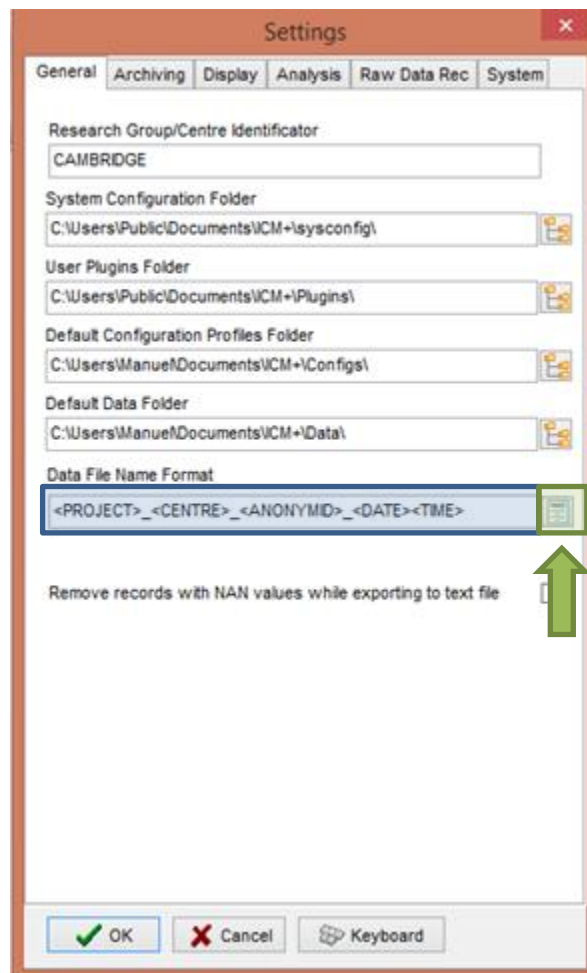 Settings
General Archiving Display Analysis Raw Data Rec System
Research Group/Centre Identificator
CAMBRIDGE
System Configuration Folder
C:\Users\Public\Documents\ICM+\sysconfig\
User Plugins Folder
C:\Users\Public\Documents\ICM+\Plugins\
Default Configuration Profiles Folder
C:\Users\Manuel\Documents\ICM+\Configs\
Default Data Folder
C:\Users\Manuel\Documents\ICM+\Data\
Data File Name Format
<PROJECT>_<CENTRE>_<ANONYMID>_<DATE><TIME>
Remove records with NAN values while exporting to text file
OK Cancel Keyboard